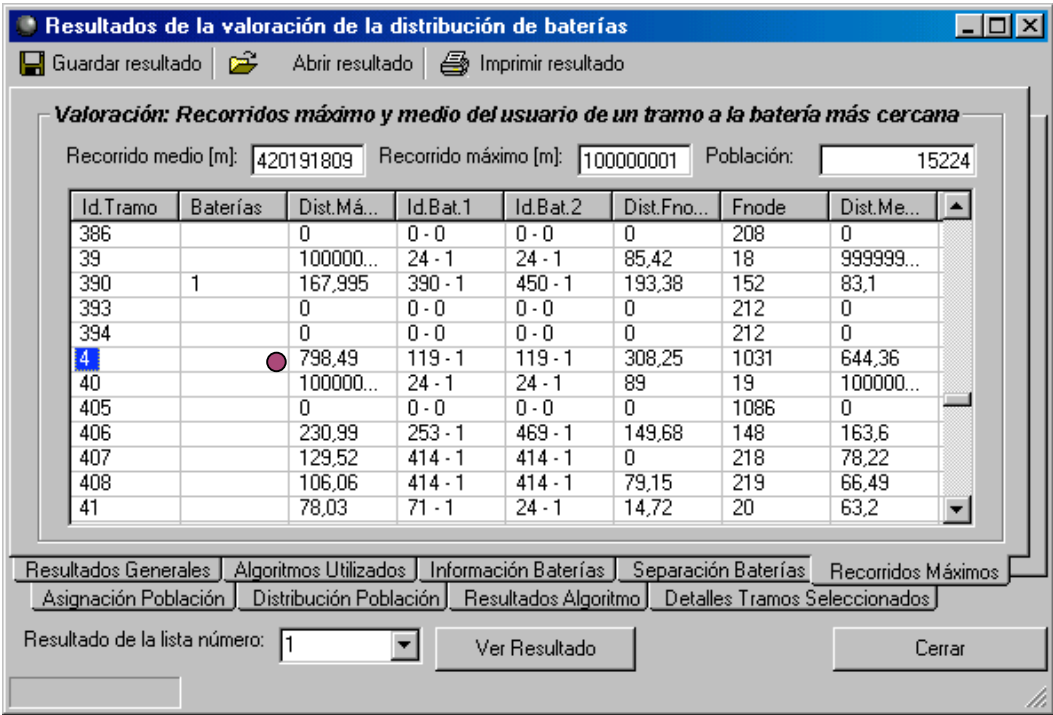 Resultados de la valoración de la distribución de baterías
Guardar resultado Abrir resultado Imprimir resultado
Valoración: Recorridos máximo y medio del usuario de un tramo a la batería más cercana
Recorrido medio [m]: 420191809 Recorrido máximo [m]: 100000001 Población: 15224
Id.Tramo Baterías Dist.Má... Id.Bat.1 Id.Bat.2 Dist.Fno... Fnode Dist.Me...
386 0 0 - 0 0 - 0 0 208 0
39 100000... 24 - 1 24 - 1 85,42 18 999999...
390 1 167,995 390 - 1 450 - 1 193,38 152 83,1
393 0 0 - 0 0 - 0 0 212 0
394 0 0 - 0 0 - 0 0 212 0
4 798,49 119 - 1 119 - 1 308,25 1031 644,36
40 100000... 24 - 1 24 - 1 89 19 100000...
405 0 0 - 0 0 - 0 0 1086 0
406 230,99 253 - 1 469 - 1 149,68 148 163,6
407 129,52 414 - 1 414 - 1 0 218 78,22
408 106,06 414 - 1 414 - 1 79,15 219 66,49
41 78,03 71 - 1 24 - 1 14,72 20 63,2
Resultados Generales Algoritmos Utilizados Información Baterías Separación Baterías Recorridos Máximos
Asignación Población Distribución Población Resultados Algoritmo Detalles Tramos Seleccionados
Resultado de la lista número: 1 Ver Resultado Cerrar